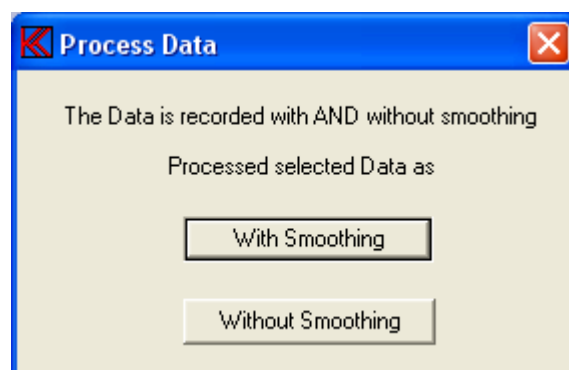 Process Data
The Data is recorded with AND without smoothing
Processed selected Data as
With Smoothing
Without Smoothing